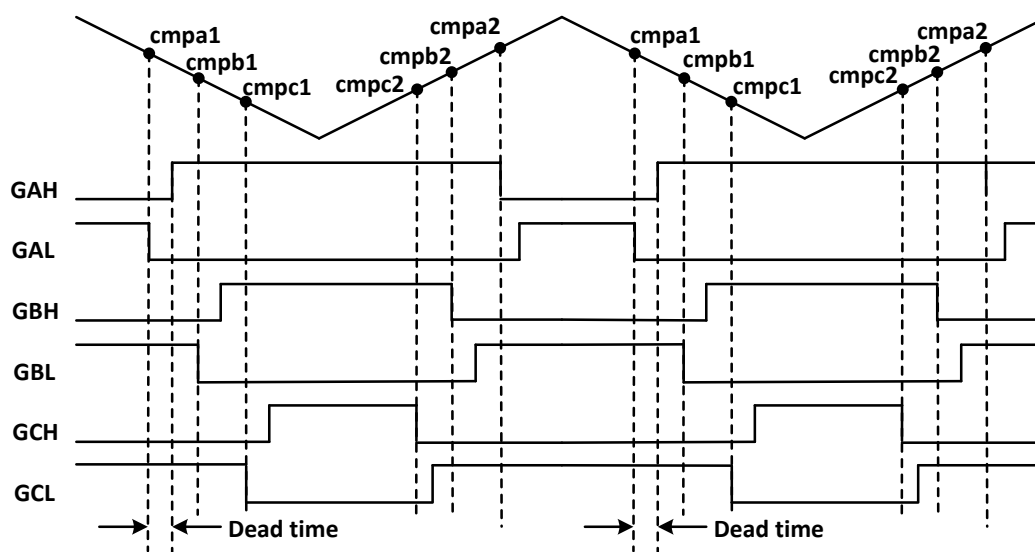 cmpa1
cmpb1
cmpc1
cmpc2
cmpb2
cmpa2
cmpa1
cmpb1
cmpc1
cmpc2
cmpb2
cmpa2
GAH
GAL
GBH
GBL
GCH
GCL
Dead time
Dead time